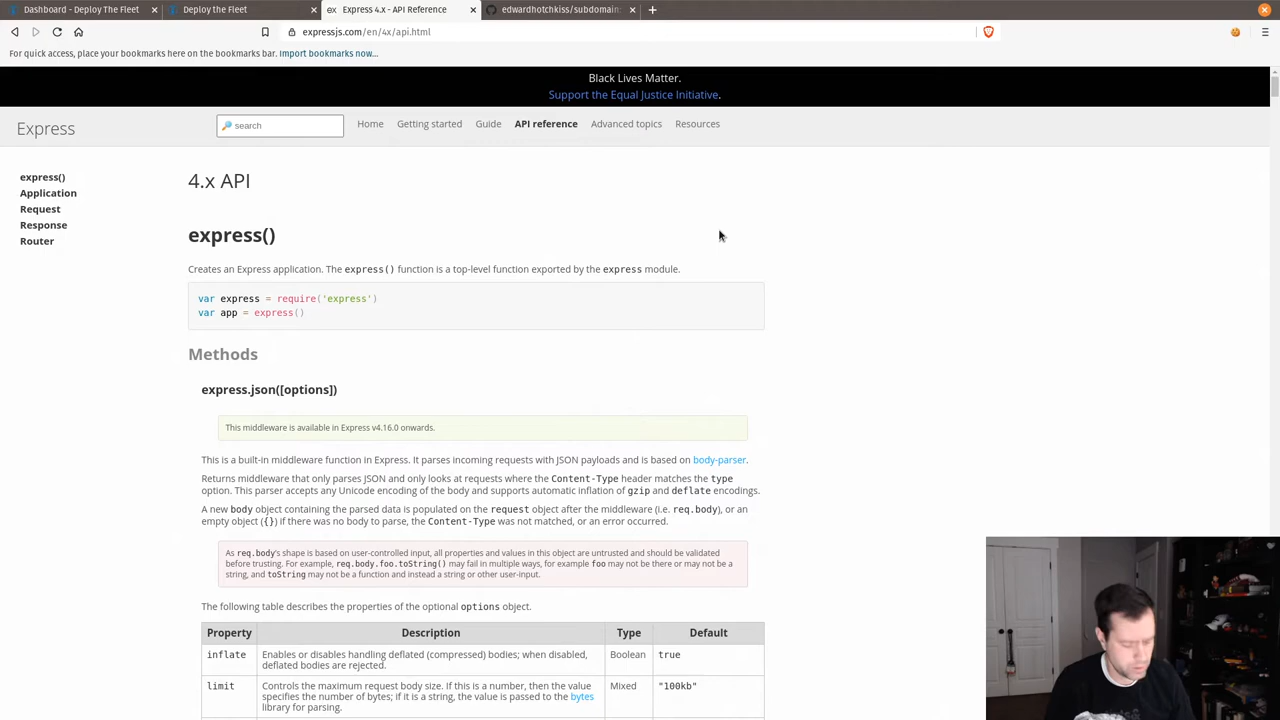 Dashboard - Deploy The Fleet
Deploy the Fleet
ex Express 4.x - API Reference
edwardhotchkiss/subdomain
expressjs.com/en/4x/api.html
For quick access, place your bookmarks here on the bookmarks bar. Import bookmarks now...
Black Lives Matter.
Support the Equal Justice Initiative.
Express
search
Home
Getting started
Guide
API reference
Advanced topics
Resources
express()
Application
Request
Response
Router
4.x API
express()
Creates an Express application. The express() function is a top-level function exported by the express module.
var express = require('express')
var app = express()
Methods
express.json([options])
This middleware is available in Express v4.16.0 onwards.
This is a built-in middleware function in Express. It parses incoming requests with JSON payloads and is based on body-parser.
Returns middleware that only parses JSON and only looks at requests where the Content-Type header matches the type
option. This parser accepts any Unicode encoding of the body and supports automatic inflation of gzip and deflate encodings.
A new body object containing the parsed data is populated on the request object after the middleware (i.e. req.body), or an
empty object ({}) if there was no body to parse, the Content-Type was not matched, or an error occurred.
As req.body's shape is based on user-controlled input, all properties and values in this object are untrusted and should be validated
before trusting. For example, req.body.foo.toString() may fail in multiple ways, for example foo may not be there or may not be a
string, and toString may not be a function and instead a string or other user-input.
The following table describes the properties of the optional options object.
Property Description Type Default
inflate Enables or disables handling deflated (compressed) bodies; when disabled, Boolean true
deflated bodies are rejected.
limit Controls the maximum request body size. If this is a number, then the value Mixed "100kb"
specifies the number of bytes; if it is a string, the value is passed to the bytes
library for parsing.